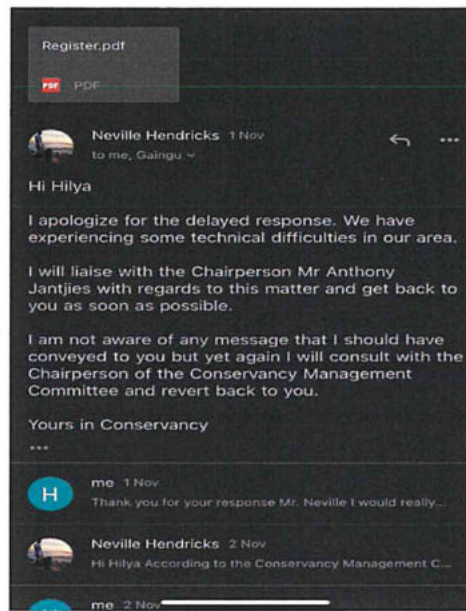 Register.pdf
PDF PDF
Neville Hendricks 1 Nov
to me, Gaingu
Hi Hilya
I apologize for the delayed response. We have
experiencing some technical difficulties in our area.
I will liaise with the Chairperson Mr Anthony
Jantjies with regards to this matter and get back to
you as soon as possible.
I am not aware of any message that I should have
conveyed to you but yet again I will consult with the
Chairperson of the Conservancy Management
Committee and revert back to you.
Yours in Conservancy
...
H me 1 Nov
Thank you for your response Mr. Neville I would really...
Neville Hendricks 2 Nov
Hi Hilya According to the Conservancy Management C...
me 2 Nov